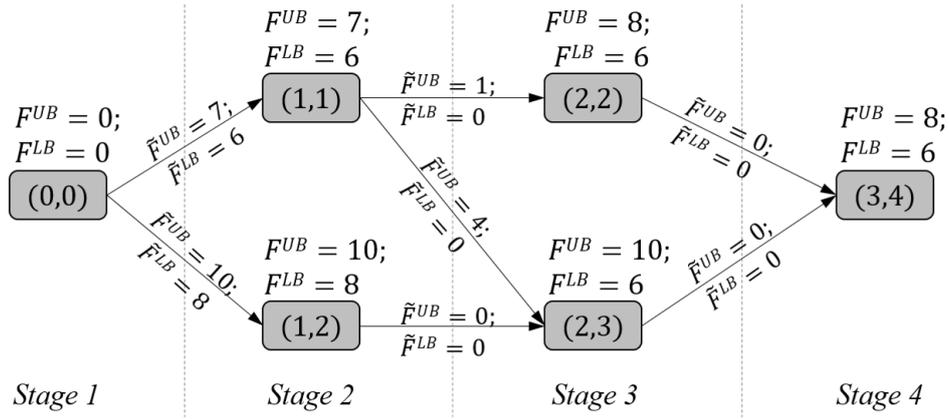 F^UB = 0;
F^LB = 0
(0,0)
F̃^UB = 7;
F̃^LB = 6
F̃^UB = 10;
F̃^LB = 8
F^UB = 7;
F^LB = 6
(1,1)
F^UB = 10;
F^LB = 8
(1,2)
F̃^UB = 1;
F̃^LB = 0
F̃^UB = 4;
F̃^LB = 0
F̃^UB = 0;
F̃^LB = 0
F^UB = 8;
F^LB = 6
(2,2)
F^UB = 10;
F^LB = 6
(2,3)
F̃^UB = 0;
F̃^LB = 0
F̃^UB = 0;
F̃^LB = 0
F^UB = 8;
F^LB = 6
(3,4)
Stage 1
Stage 2
Stage 3
Stage 4